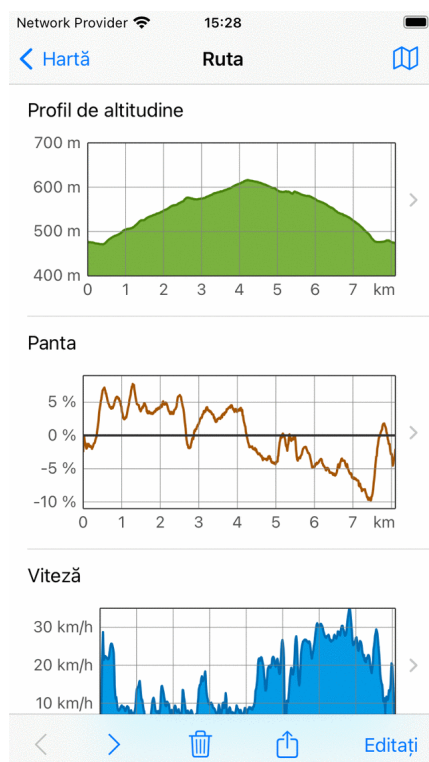 Network Provider 15:28
Hartă Ruta
Profil de altitudine
700 m
600 m
500 m
400 m
0 1 2 3 4 5 6 7 km
Panta
5 %
0 %
-5 %
-10 %
0 1 2 3 4 5 6 7 km
Viteză
30 km/h
20 km/h
10 km/h
Editați